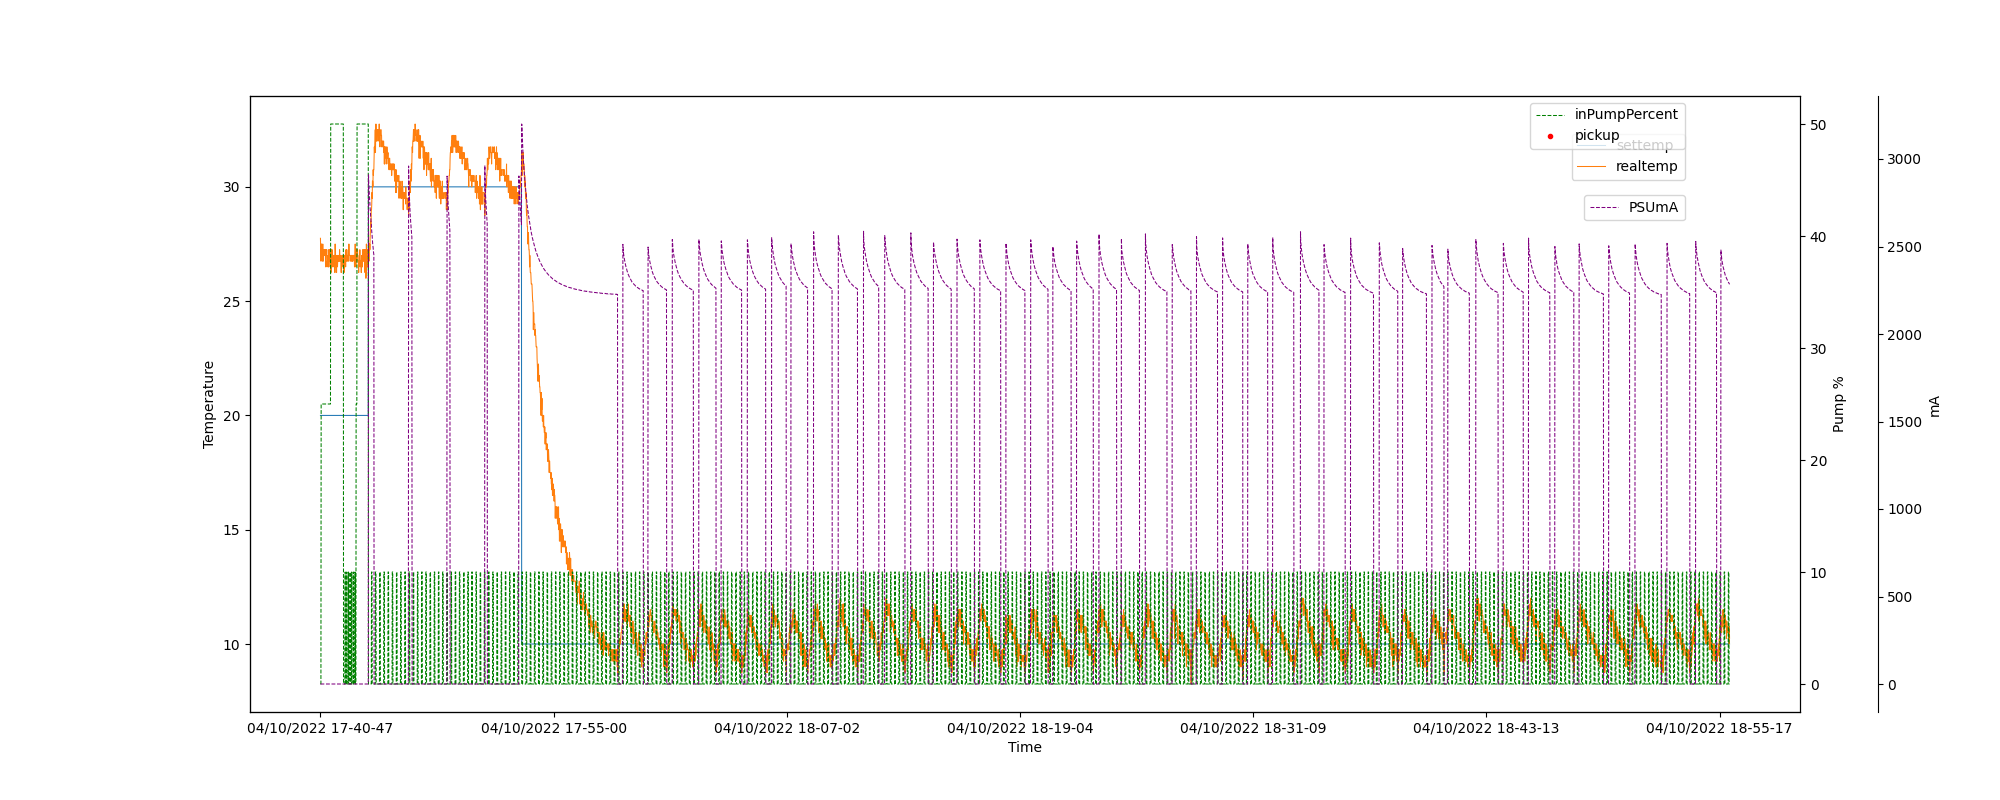 inPumpPercent
pickup
settemp
realtemp
PSUmA
Temperature
30
25
20
15
10
50
40
30
20
10
0
Pump %
3000
2500
2000
1500
1000
500
0
mA
04/10/2022 17-40-47
04/10/2022 17-55-00
04/10/2022 18-07-02
04/10/2022 18-19-04
04/10/2022 18-31-09
04/10/2022 18-43-13
04/10/2022 18-55-17
Time